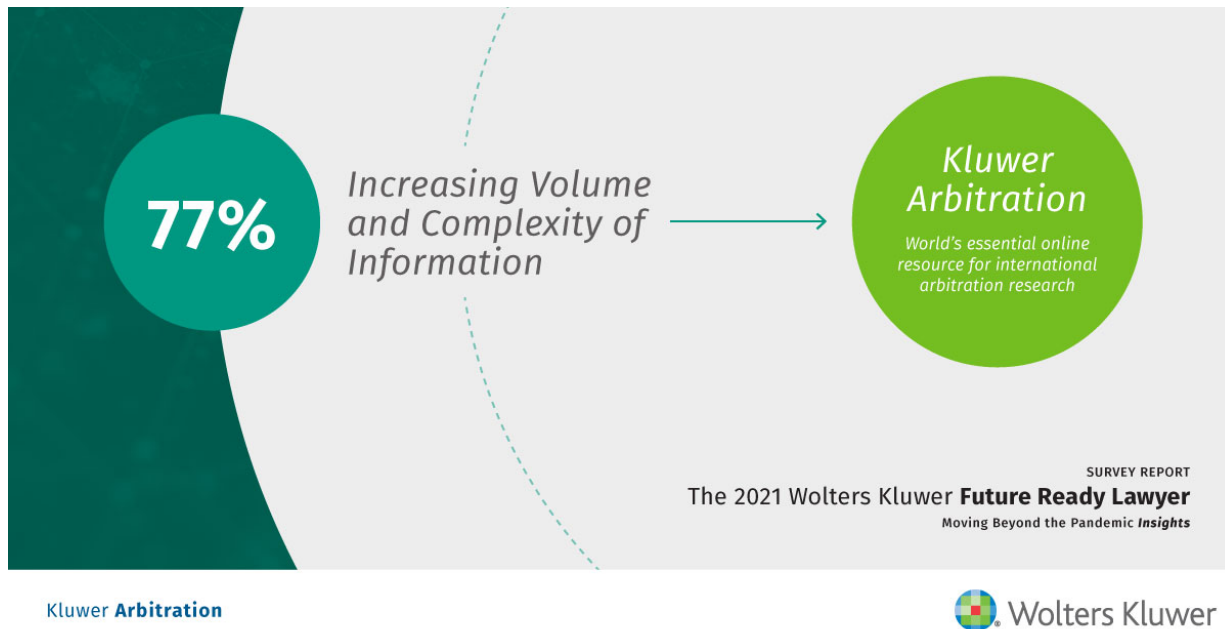 77%
Increasing Volume
and Complexity of
Information
Kluwer
Arbitration
World's essential online
resource for international
arbitration research
SURVEY REPORT
The 2021 Wolters Kluwer Future Ready Lawyer
Moving Beyond the Pandemic Insights
Kluwer Arbitration
Wolters Kluwer